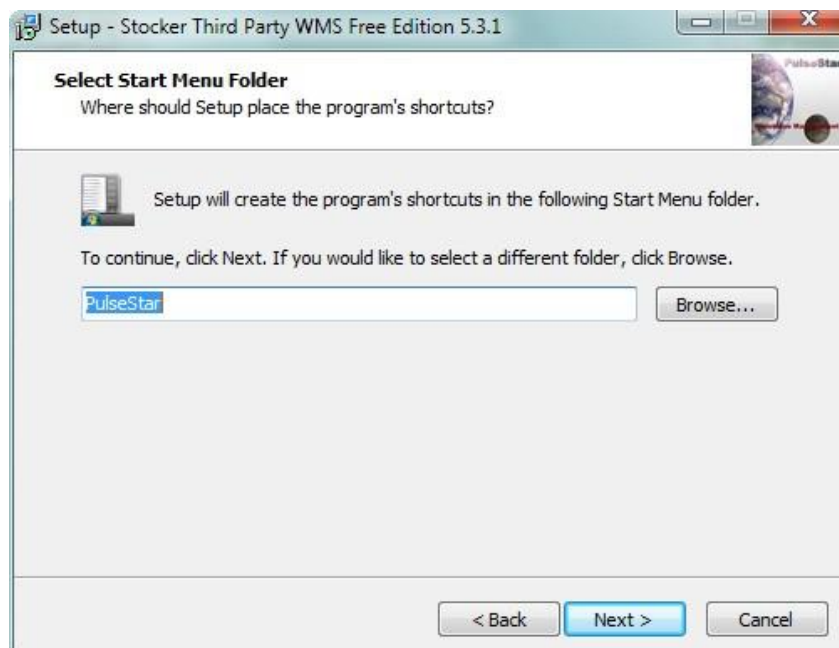 Setup - Stocker Third Party WMS Free Edition 5.3.1
Select Start Menu Folder
Where should Setup place the program's shortcuts?
PulseStar
Setup will create the program's shortcuts in the following Start Menu folder.
To continue, click Next. If you would like to select a different folder, click Browse.
PulseStar
Browse...
< Back
Next >
Cancel